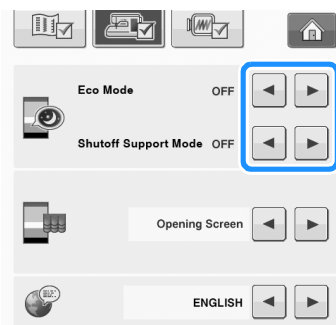 Eco Mode OFF
Shutoff Support Mode OFF
Opening Screen
ENGLISH